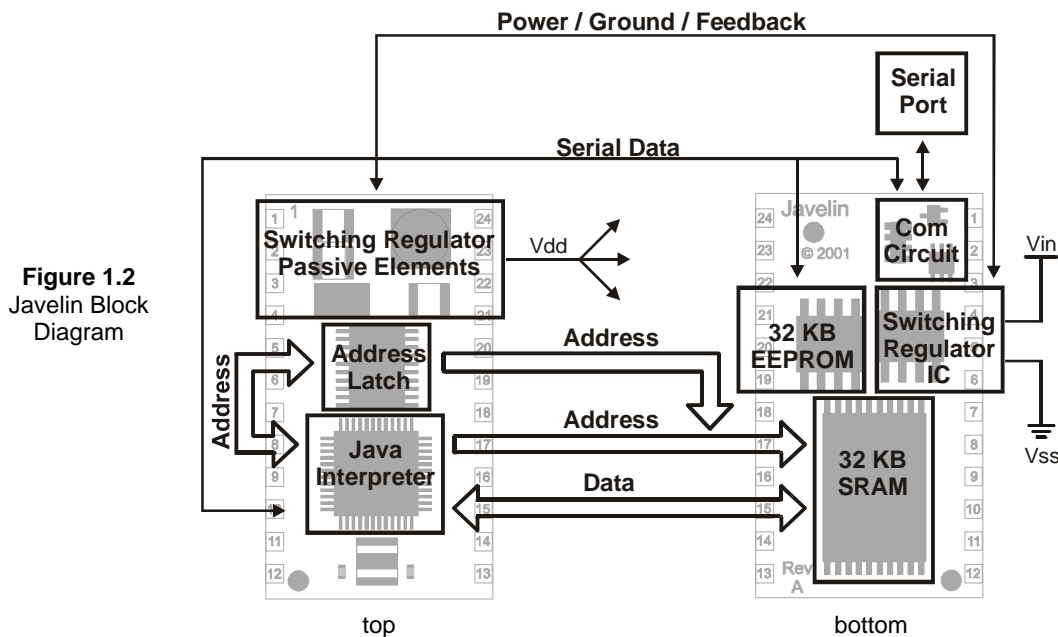 Power / Ground / Feedback
Serial
Port
Serial Data
Figure 1.2
Javelin Block
Diagram
1
1
2
3
4
5
6
7
8
9
10
11
12
24
23
22
21
20
19
18
17
16
15
14
13
Switching Regulator
Passive Elements
Vdd
Address
Latch
Address
Java
Interpreter
Address
Address
Data
top
24
23
22
21
20
19
18
17
16
15
14
13
1
2
3
4
5
6
7
8
9
10
11
12
Javelin
© 2001
Com
Circuit
Vin
32 KB
EEPROM
Switching
Regulator
IC
Vss
32 KB
SRAM
Rev
A
bottom